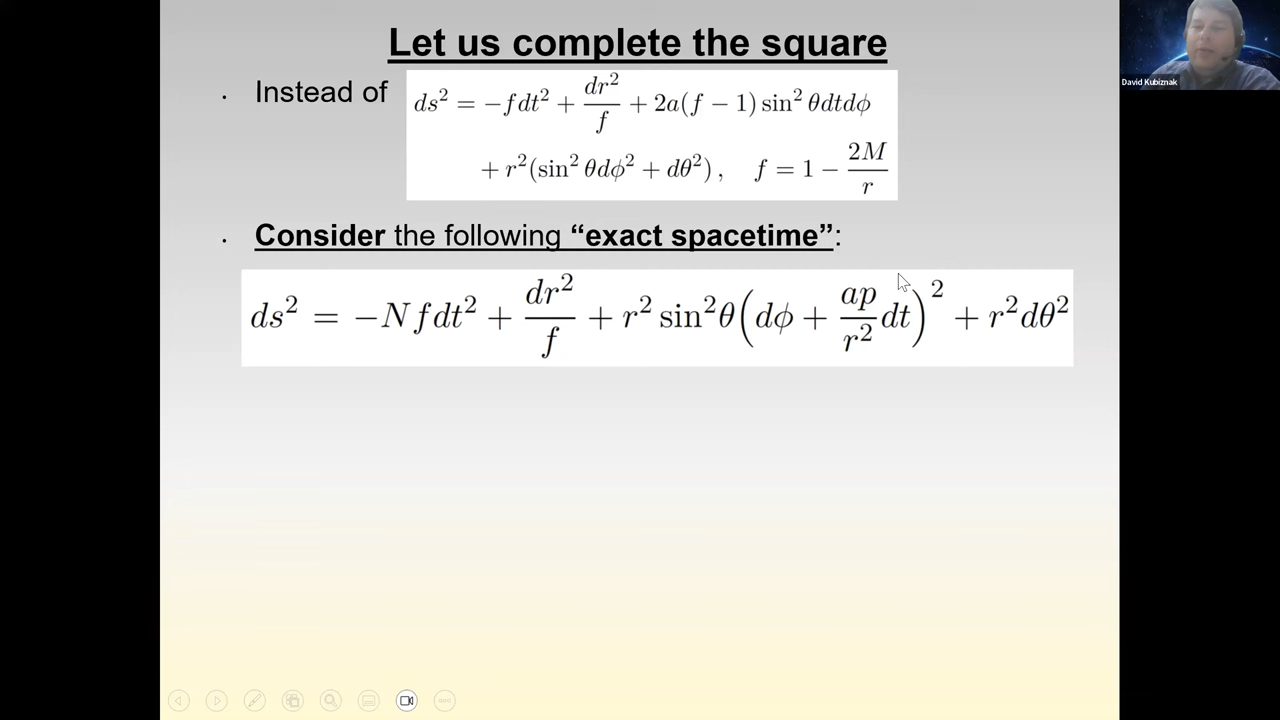 Let us complete the square
David Kubiznak
· Instead of
ds² = −fdt² + dr²/f + 2a(f − 1) sin² θdtdϕ
+ r²(sin² θdϕ² + dθ²) , f = 1 − 2M/r
· Consider the following “exact spacetime”:
ds² = −Nfdt² + dr²/f + r² sin²θ(dϕ + ap/r² dt)² + r²dθ²